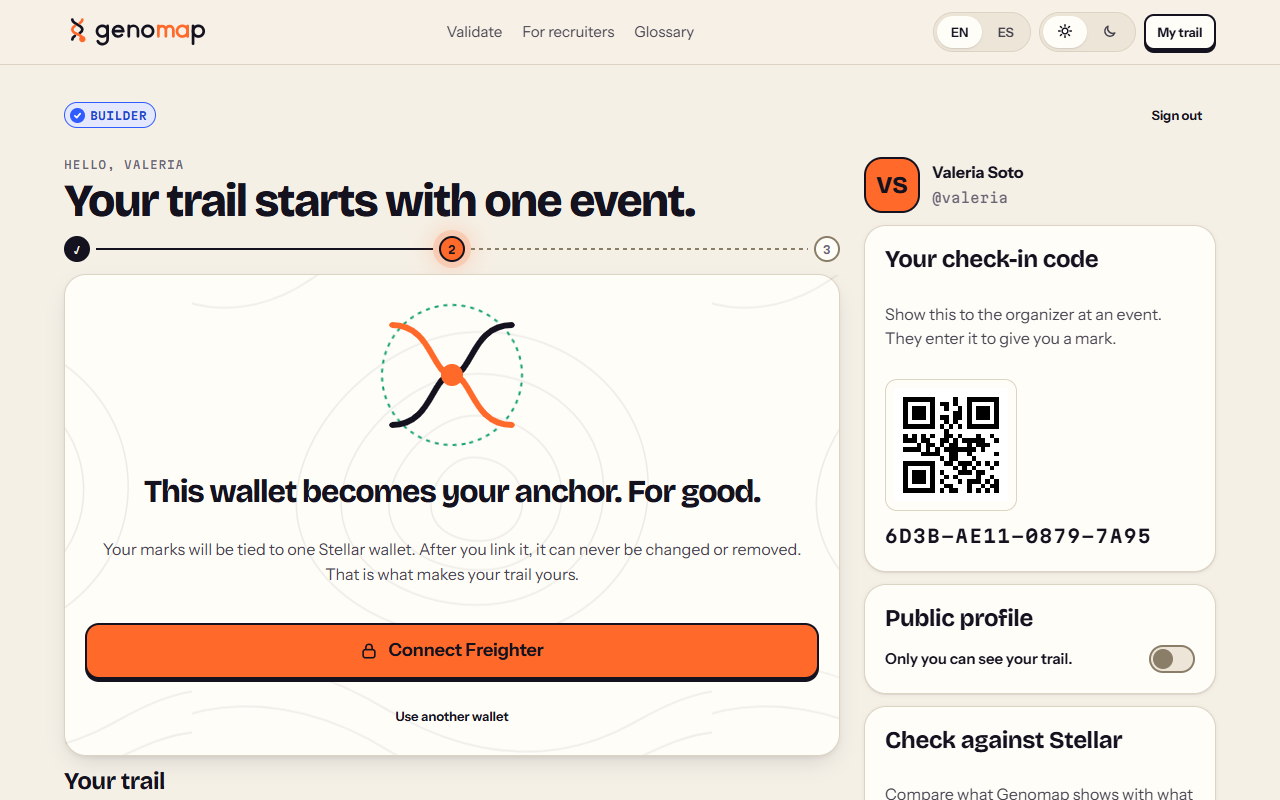 genomap
Validate
For recruiters
Glossary
EN
ES
My trail
BUILDER
Sign out
HELLO, VALERIA
Your trail starts with one event.
2
3
This wallet becomes your anchor. For good.
Your marks will be tied to one Stellar wallet. After you link it, it can never be changed or removed.
That is what makes your trail yours.
Connect Freighter
Use another wallet
Your trail
VS
Valeria Soto
@valeria
Your check-in code
Show this to the organizer at an event.
They enter it to give you a mark.
6D3B-AE11-0879-7A95
Public profile
Only you can see your trail.
Check against Stellar
Compare what Genomap shows with what